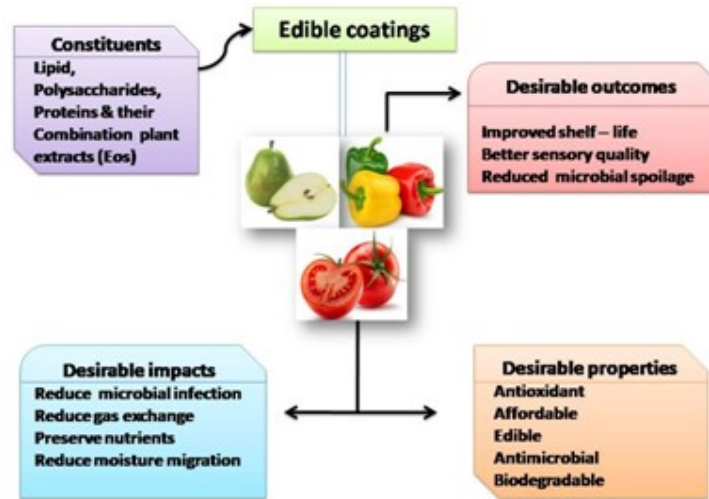 Edible coatings
Constituents
Lipid,
Polysaccharides,
Proteins & their
Combination plant
extracts (Eos)
Desirable outcomes
Improved shelf – life
Better sensory quality
Reduced microbial spoilage
Desirable impacts
Reduce microbial infection
Reduce gas exchange
Preserve nutrients
Reduce moisture migration
Desirable properties
Antioxidant
Affordable
Edible
Antimicrobial
Biodegradable